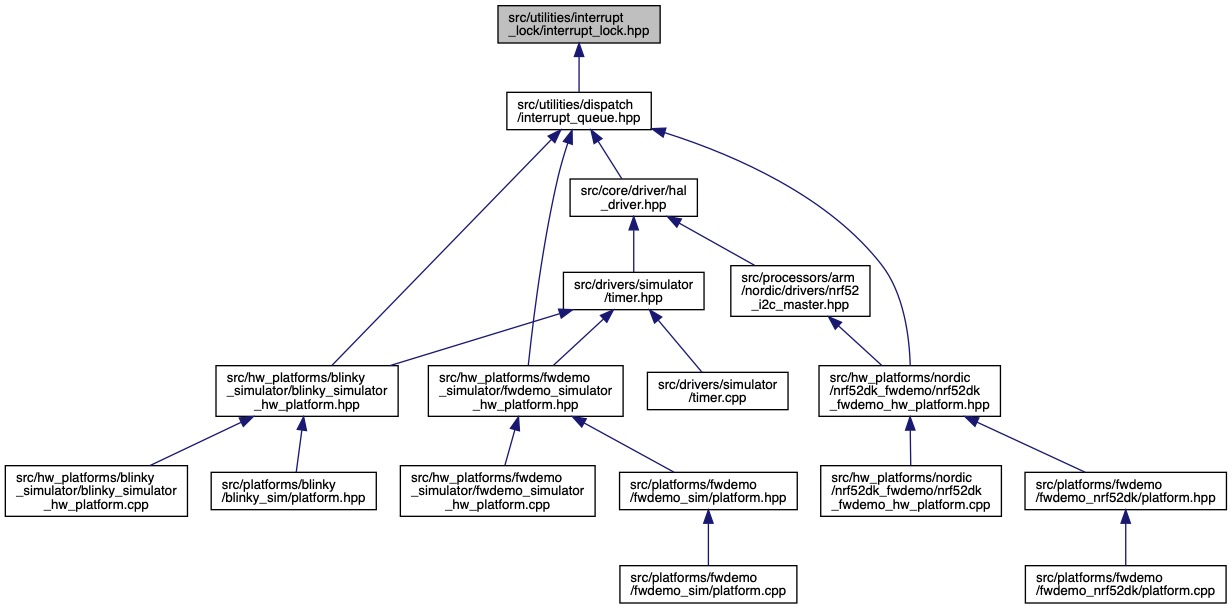 src/utilities/interrupt
_lock/interrupt_lock.hpp
src/utilities/dispatch
/interrupt_queue.hpp
src/core/driver/hal
_driver.hpp
src/drivers/simulator
/timer.hpp
src/processors/arm
/nordic/drivers/nrf52
_i2c_master.hpp
src/hw_platforms/blinky
_simulator/blinky_simulator
_hw_platform.hpp
src/hw_platforms/fwdemo
_simulator/fwdemo_simulator
_hw_platform.hpp
src/drivers/simulator
/timer.cpp
src/hw_platforms/nordic
/nrf52dk_fwdemo/nrf52dk
_fwdemo_hw_platform.hpp
src/hw_platforms/blinky
_simulator/blinky_simulator
_hw_platform.cpp
src/platforms/blinky
/blinky_sim/platform.hpp
src/hw_platforms/fwdemo
_simulator/fwdemo_simulator
_hw_platform.cpp
src/platforms/fwdemo
/fwdemo_sim/platform.hpp
src/hw_platforms/nordic
/nrf52dk_fwdemo/nrf52dk
_fwdemo_hw_platform.cpp
src/platforms/fwdemo
/fwdemo_nrf52dk/platform.hpp
src/platforms/fwdemo
/fwdemo_sim/platform.cpp
src/platforms/fwdemo
/fwdemo_nrf52dk/platform.cpp